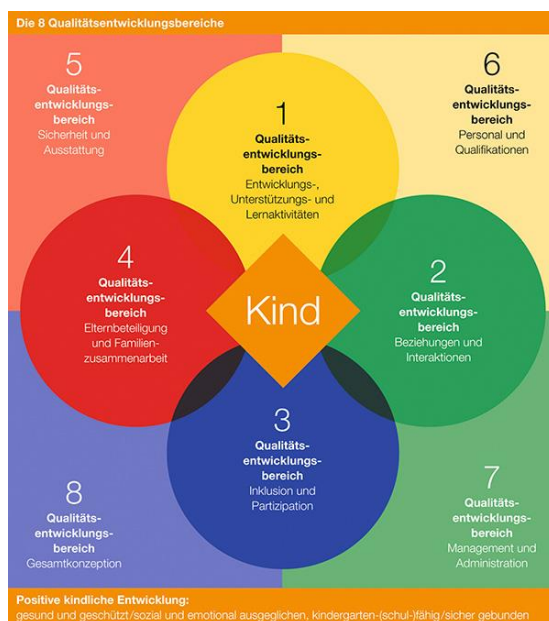 Die 8 Qualitätsentwicklungsbereiche
5
Qualitäts-
entwicklungs-
bereich
Sicherheit und
Ausstattung
1
Qualitäts-
entwicklungs-
bereich
Entwicklungs-,
Unterstützungs- und
Lernaktivitäten
6
Qualitäts-
entwicklungs-
bereich
Personal und
Qualifikationen
4
Qualitäts-
entwicklungs-
bereich
Elternbeteiligung
und Familien-
zusammenarbeit
Kind
2
Qualitäts-
entwicklungs-
bereich
Beziehungen und
Interaktionen
3
Qualitäts-
entwicklungs-
bereich
Inklusion und
Partizipation
8
Qualitäts-
entwicklungs-
bereich
Gesamtkonzeption
7
Qualitäts-
entwicklungs-
bereich
Management und
Administration
Positive kindliche Entwicklung:
gesund und geschützt/sozial und emotional ausgeglichen, kindergarten-(schul-)fähig/sicher gebunden